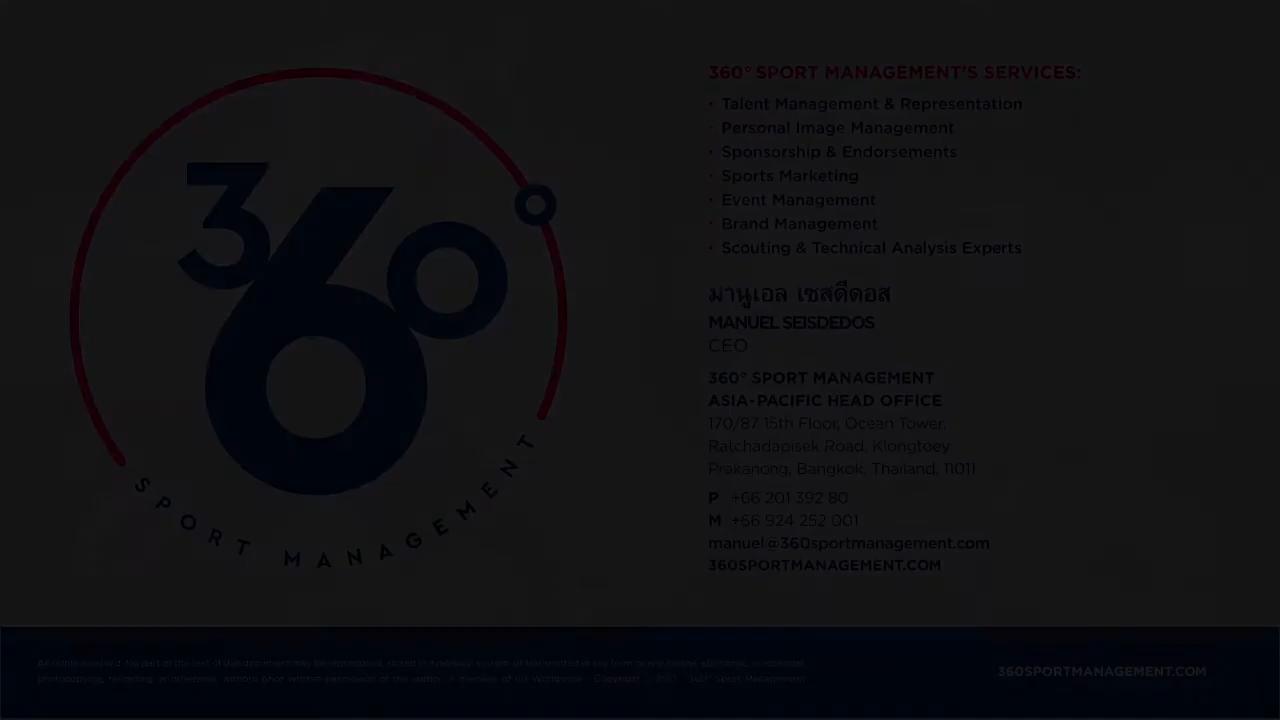 360°
SPORT MANAGEMENT
360° SPORT MANAGEMENT'S SERVICES:
• Talent Management & Representation
• Personal Image Management
• Sponsorship & Endorsements
• Sports Marketing
• Event Management
• Brand Management
• Scouting & Technical Analysis Experts
มานูเอล เซสดีดอส
MANUEL SEISDEDOS
CEO
360° SPORT MANAGEMENT
ASIA-PACIFIC HEAD OFFICE
170/87 15th Floor, Ocean Tower,
Ratchadapisek Road, Klongtoey
Prakanong, Bangkok, Thailand, 11011
P +66 201 392 80
M +66 924 252 001
manuel@360sportmanagement.com
360SPORTMANAGEMENT.COM
360SPORTMANAGEMENT.COM